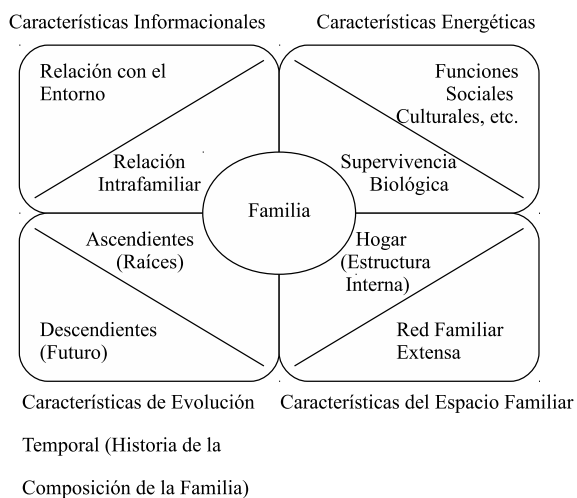 Características Informacionales
Características Energéticas
Relación con el
Entorno
Relación
Intrafamiliar
Funciones
Sociales
Culturales, etc.
Supervivencia
Biológica
Familia
Ascendientes
(Raíces)
Descendientes
(Futuro)
Hogar
(Estructura
Interna)
Red Familiar
Extensa
Características de Evolución
Temporal (Historia de la
Composición de la Familia)
Características del Espacio Familiar